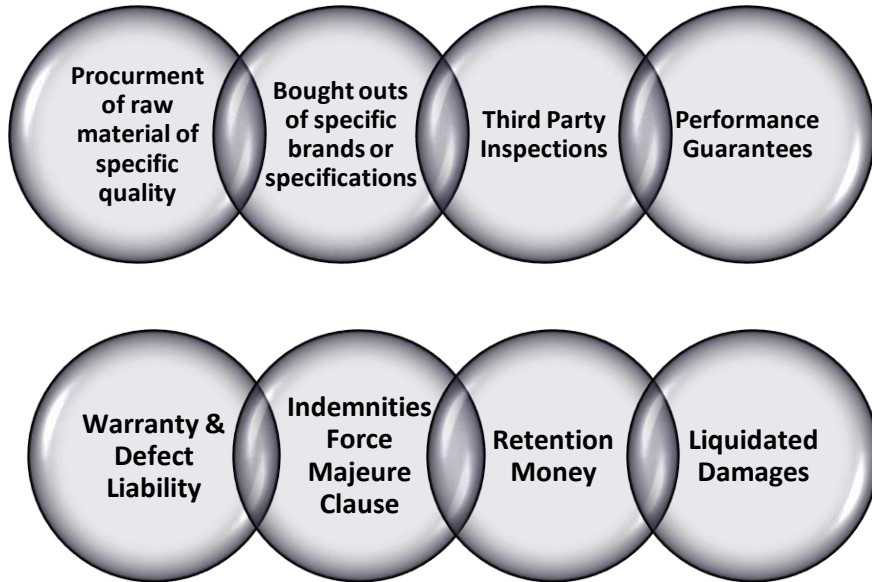 Procurment
of raw
material of
specific
quality
Bought outs
of specific
brands or
specifications
Third Party
Inspections
Performance
Guarantees
Warranty &
Defect
Liability
Indemnities
Force
Majeure
Clause
Retention
Money
Liquidated
Damages